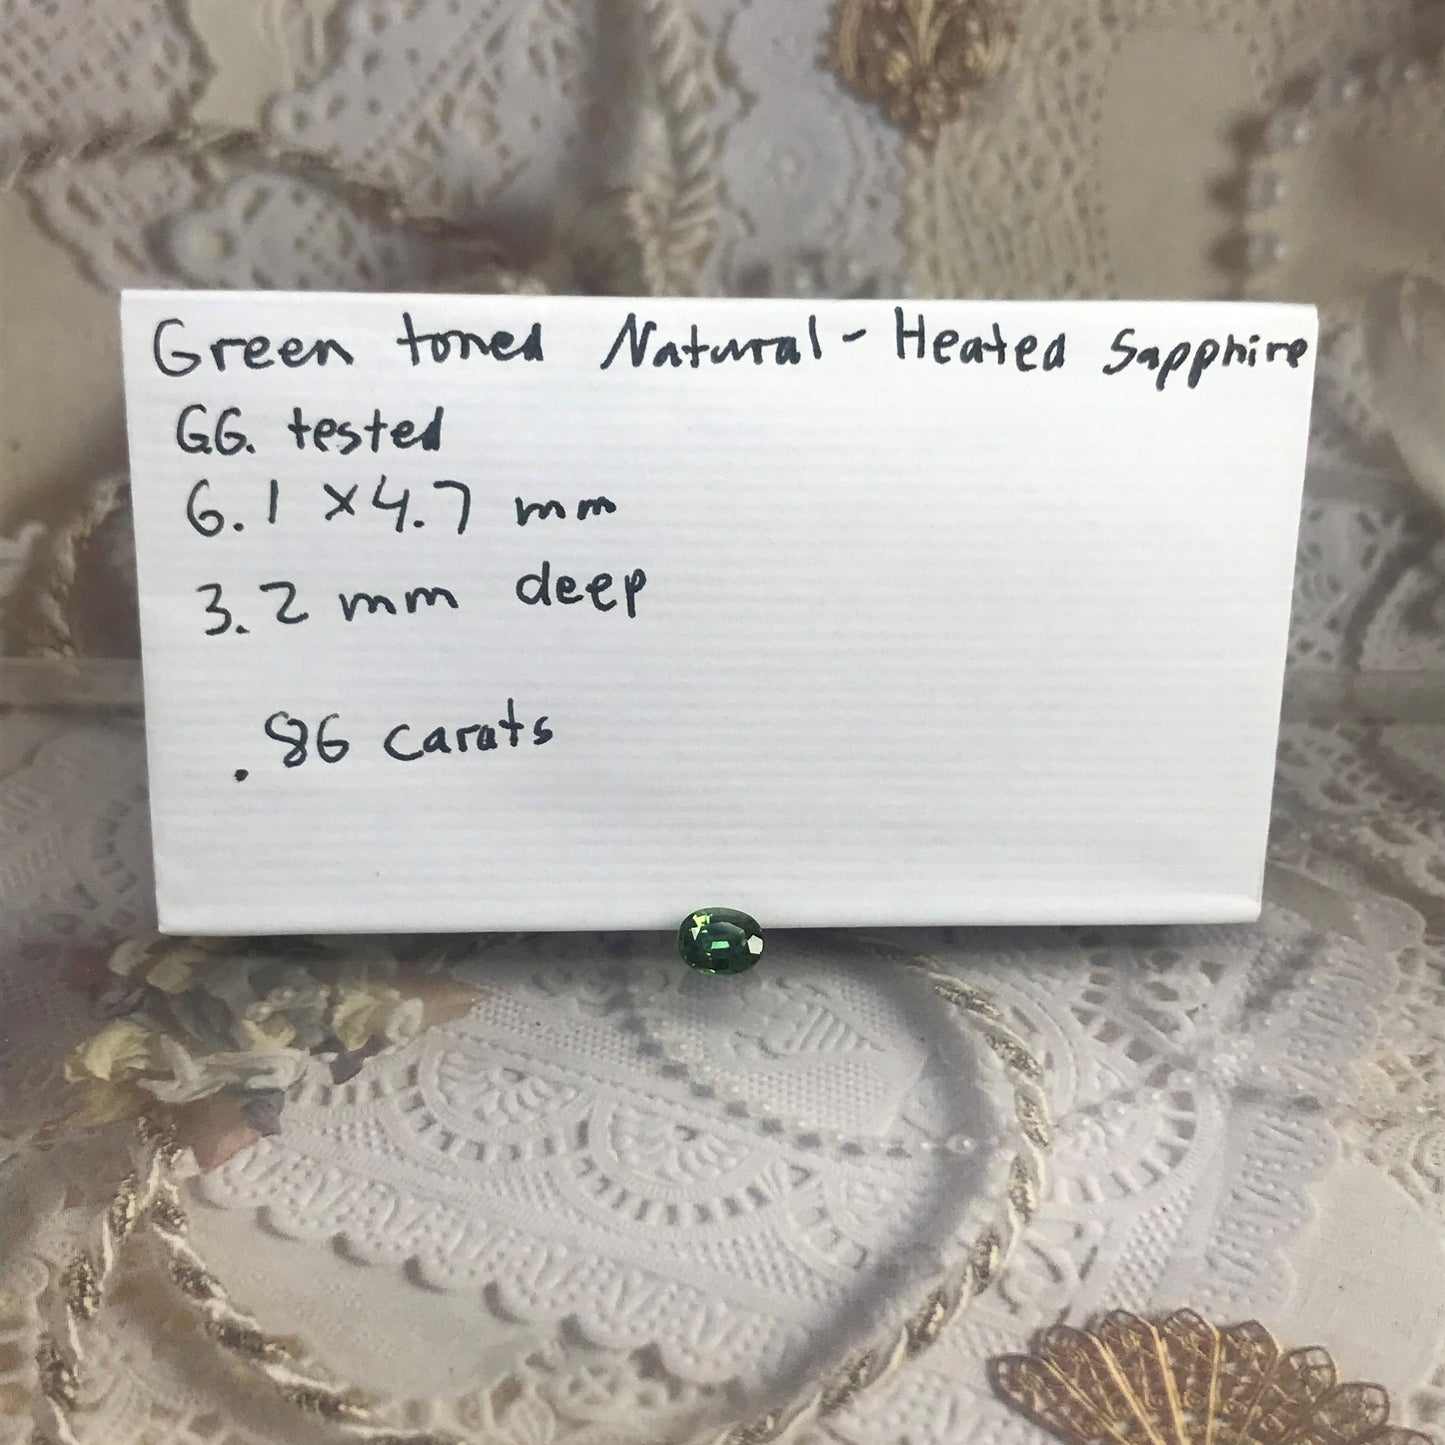 Green toned Natural - Heated Sapphire
GG. tested
6.1 x 4.7 mm
3.2 mm deep
.86 carats